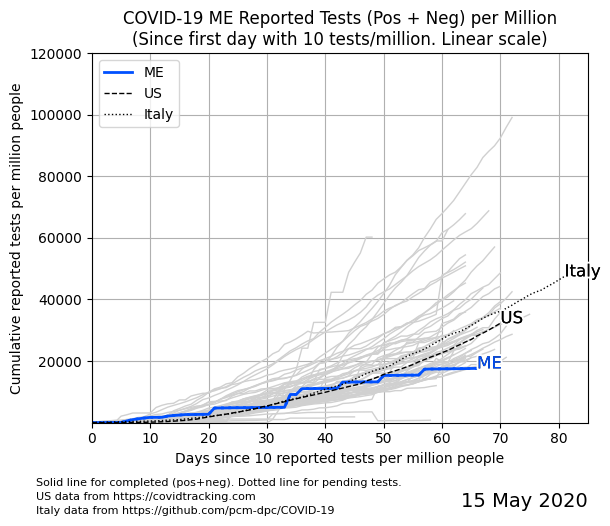 COVID-19 ME Reported Tests (Pos + Neg) per Million
(Since first day with 10 tests/million. Linear scale)
Cumulative reported tests per million people
120000
100000
80000
60000
40000
20000
ME
US
Italy
Italy
US
ME
0 10 20 30 40 50 60 70 80
Days since 10 reported tests per million people
Solid line for completed (pos+neg). Dotted line for pending tests.
US data from https://covidtracking.com
Italy data from https://github.com/pcm-dpc/COVID-19
15 May 2020